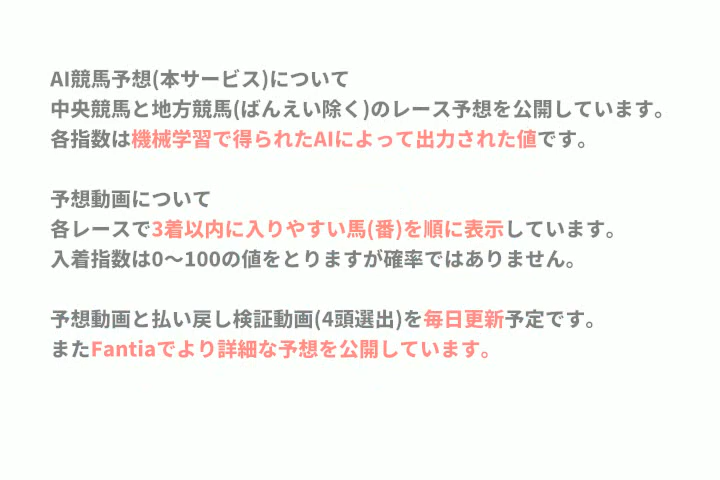 AI競馬予想(本サービス)について
中央競馬と地方競馬(ばんえい除く)のレース予想を公開しています。
各指数は機械学習で得られたAIによって出力された値です。
予想動画について
各レースで3着以内に入りやすい馬(番)を順に表示しています。
入着指数は0〜100の値をとりますが確率ではありません。
予想動画と払い戻し検証動画(4頭選出)を毎日更新予定です。
またFantiaでより詳細な予想を公開しています。